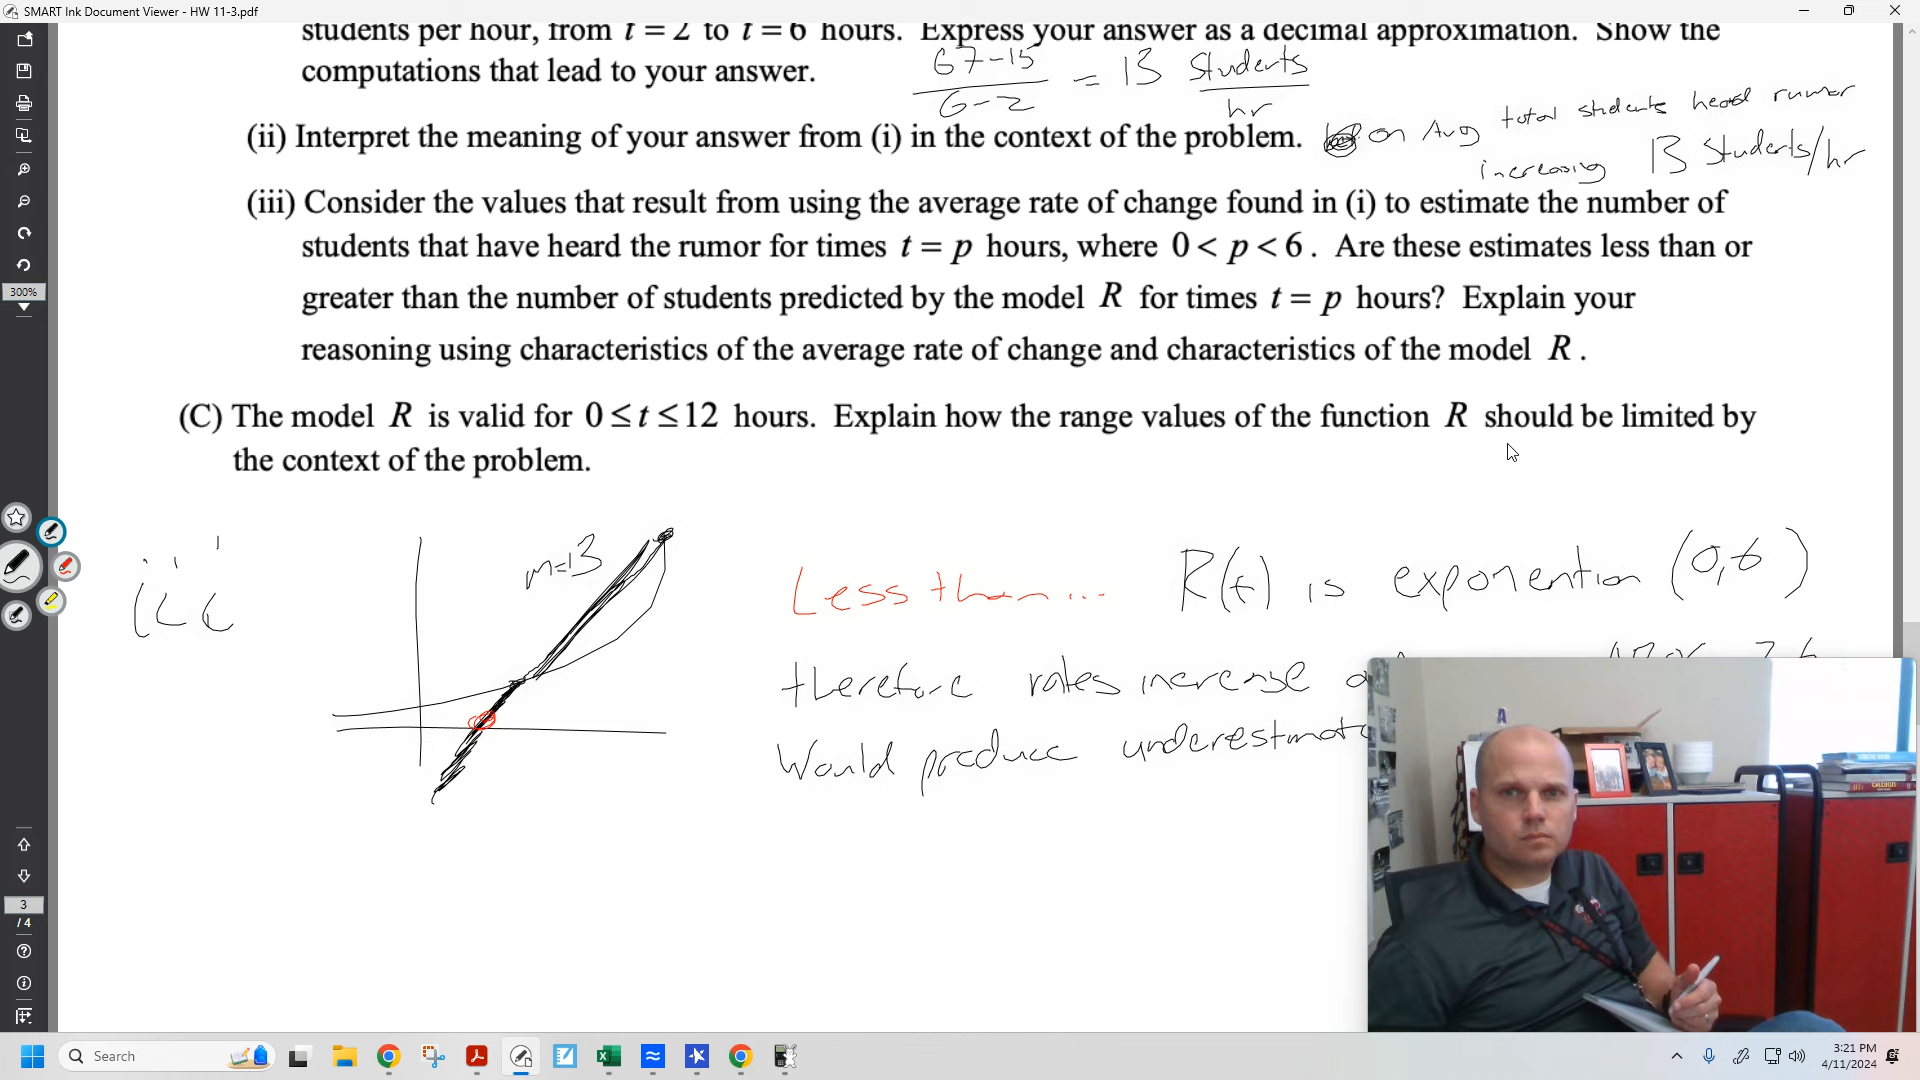 SMART Ink Document Viewer - HW 11-3.pdf
students per hour, from t = 2 to t = 6 hours. Express your answer as a decimal approximation. Show the
computations that lead to your answer.
67-15
6-2
= 13 students
hr
(ii) Interpret the meaning of your answer from (i) in the context of the problem.
on Avg total students rumor
increasing 13 students/hr
(iii) Consider the values that result from using the average rate of change found in (i) to estimate the number of
students that have heard the rumor for times t = p hours, where 0 < p < 6. Are these estimates less than or
greater than the number of students predicted by the model R for times t = p hours? Explain your
reasoning using characteristics of the average rate of change and characteristics of the model R.
(C) The model R is valid for 0 ≤ t ≤ 12 hours. Explain how the range values of the function R should be limited by
the context of the problem.
iii
m=13
Less than... R(t) is (0,6)
therefore rates increase
Would produce
300%
3
/ 4
CALCULUS
Search
3:21 PM
4/11/2024